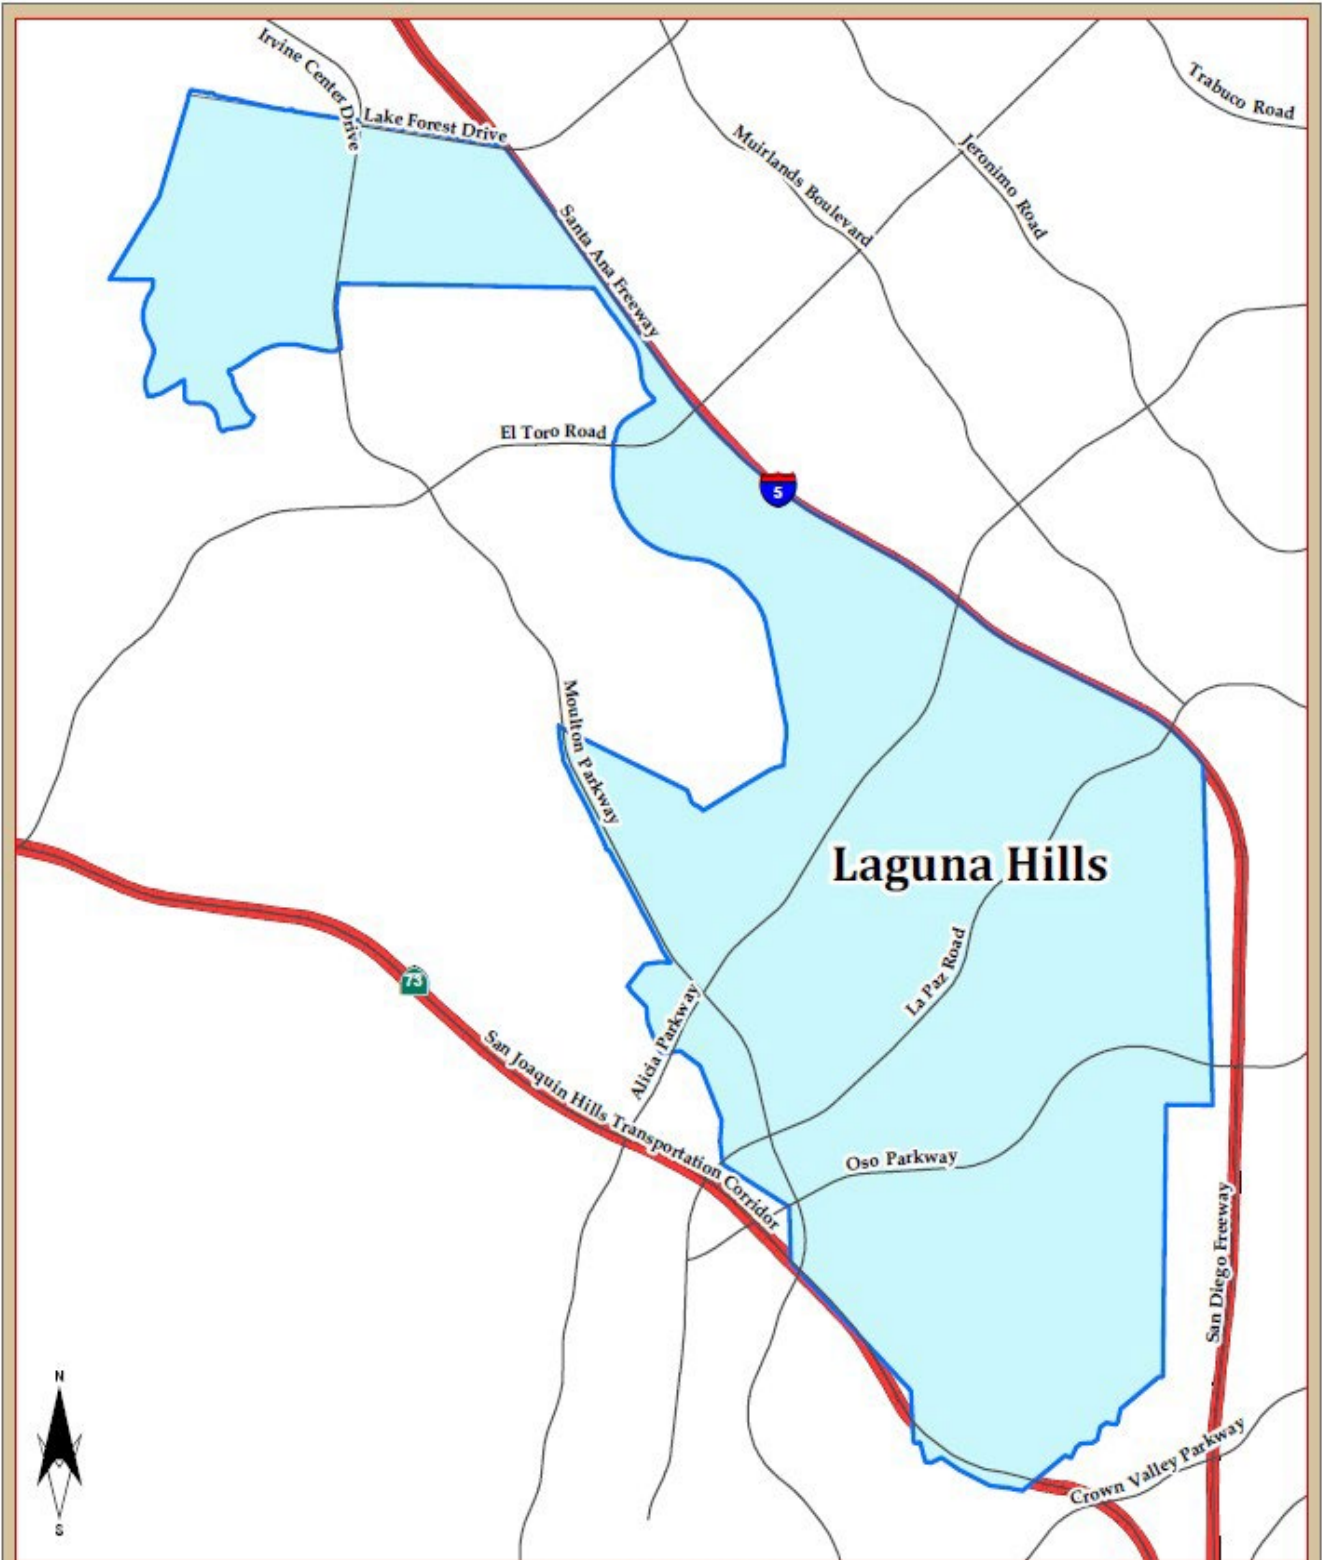 Irvine Center Drive
Lake Forest Drive
Trabuco Road
Muirlands Boulevard
Jeronimo Road
Santa Ana Freeway
El Toro Road
5
Moulton Parkway
Laguna Hills
La Paz Road
73
Alicia Parkway
San Joaquin Hills Transportation Corridor
Oso Parkway
San Diego Freeway
Crown Valley Parkway
N
S